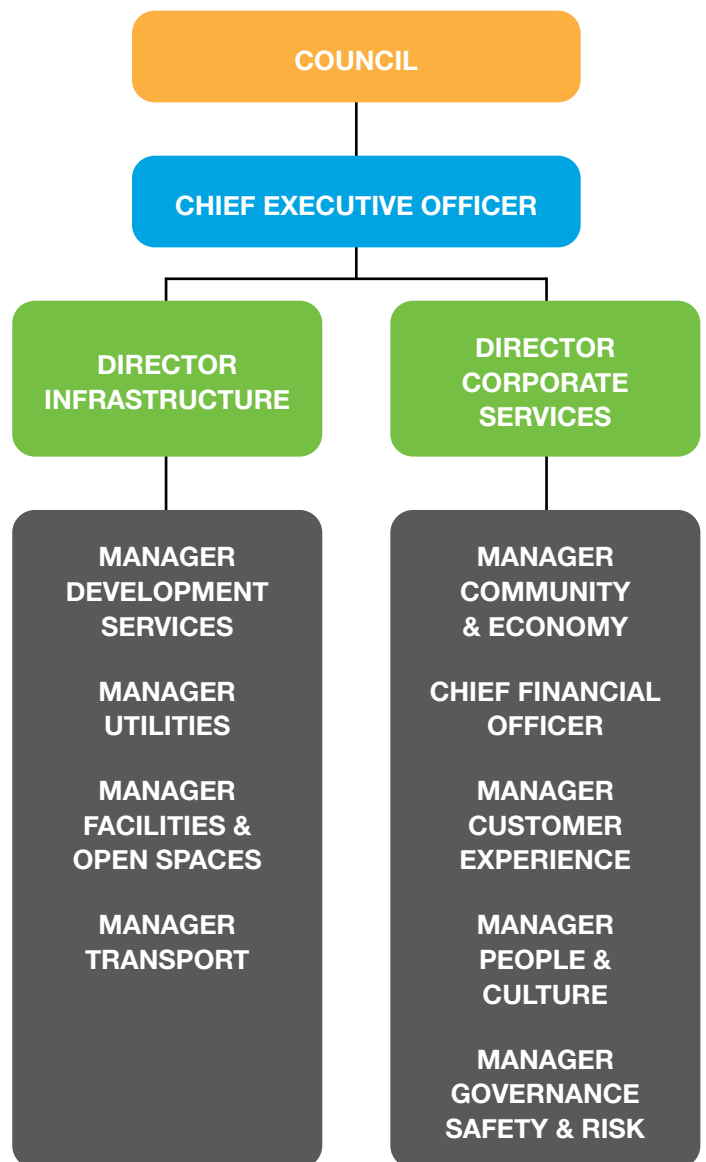 COUNCIL
CHIEF EXECUTIVE OFFICER
DIRECTOR
INFRASTRUCTURE
DIRECTOR
CORPORATE
SERVICES
MANAGER
DEVELOPMENT
SERVICES
MANAGER
UTILITIES
MANAGER
FACILITIES &
OPEN SPACES
MANAGER
TRANSPORT
MANAGER
COMMUNITY
& ECONOMY
CHIEF FINANCIAL
OFFICER
MANAGER
CUSTOMER
EXPERIENCE
MANAGER
PEOPLE &
CULTURE
MANAGER
GOVERNANCE
SAFETY & RISK